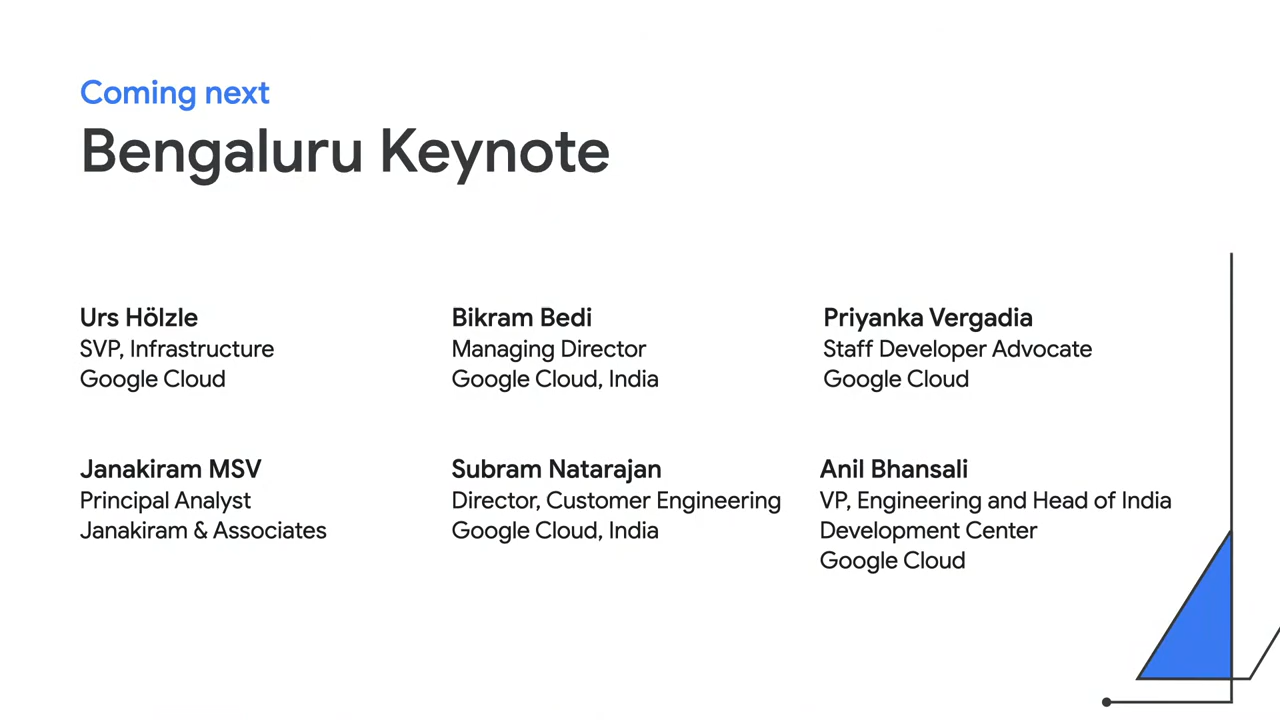 Coming next
Bengaluru Keynote
Urs Hölzle
SVP, Infrastructure
Google Cloud
Bikram Bedi
Managing Director
Google Cloud, India
Priyanka Vergadia
Staff Developer Advocate
Google Cloud
Janakiram MSV
Principal Analyst
Janakiram & Associates
Subram Natarajan
Director, Customer Engineering
Google Cloud, India
Anil Bhansali
VP, Engineering and Head of India
Development Center
Google Cloud